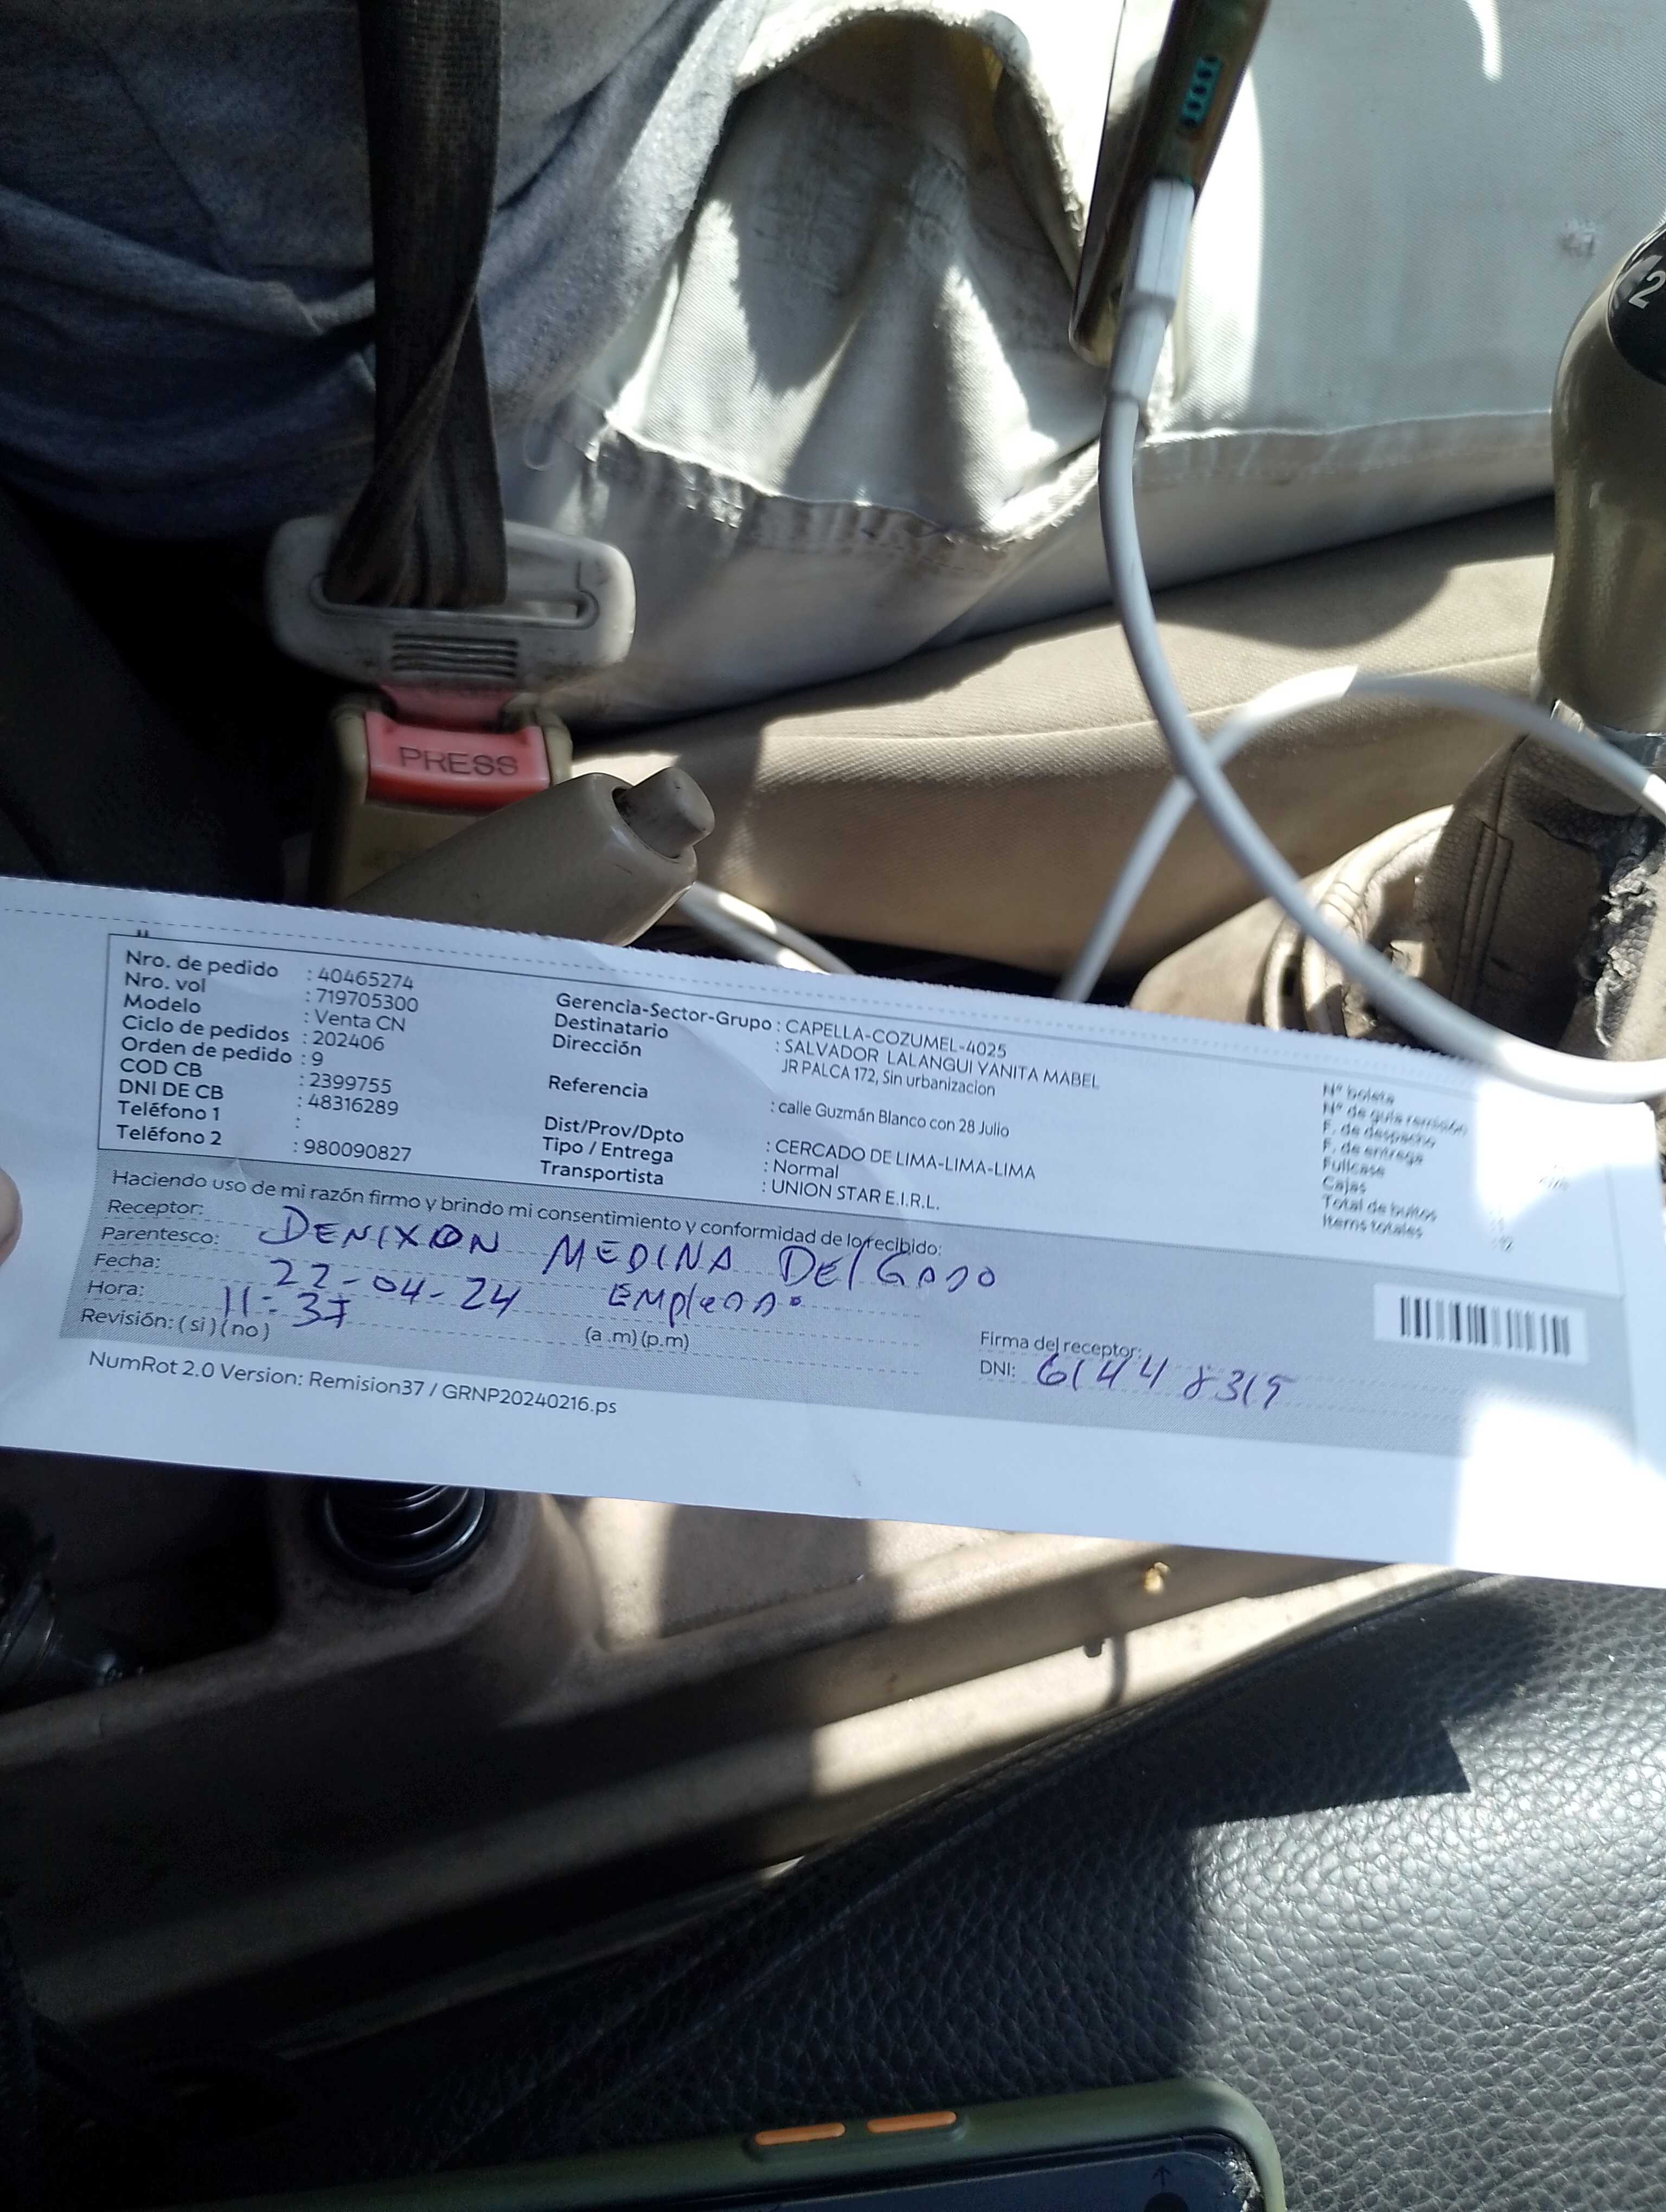 2
PRESS
Nro. de pedido : 40465274
Nro. vol : 719705300
Modelo : Venta CN
Ciclo de pedidos : 202406
Orden de pedido : 9
COD CB : 2399755
DNI DE CB : 48316289
Teléfono 1 :
Teléfono 2 : 980090827
Gerencia-Sector-Grupo : CAPELLA-COZUMEL-4025
Destinatario : SALVADOR LALANGUI YANITA MABEL
Dirección JR PALCA 172, Sin urbanizacion
Referencia : calle Guzmán Blanco con 28 Julio
Dist/Prov/Dpto : CERCADO DE LIMA-LIMA-LIMA
Tipo / Entrega : Normal
Transportista : UNION STAR E.I.R.L.
N° boleta
N° de guía remisión
F. de despacho
F. de entrega
Fullcase
Cajas
Total de bultos
Items totales
Haciendo uso de mi razón firmo y brindo mi consentimiento y conformidad de lo recibido:
Receptor: DENIXON MEDINA DElGADO
Parentesco: EMpleado
Fecha: 22-04-24
Hora: 11:37 (a .m) (p.m)
Revisión: ( si ) ( no )
Firma del receptor:
DNI: 61448319
NumRot 2.0 Version: Remision37 / GRNP20240216.ps